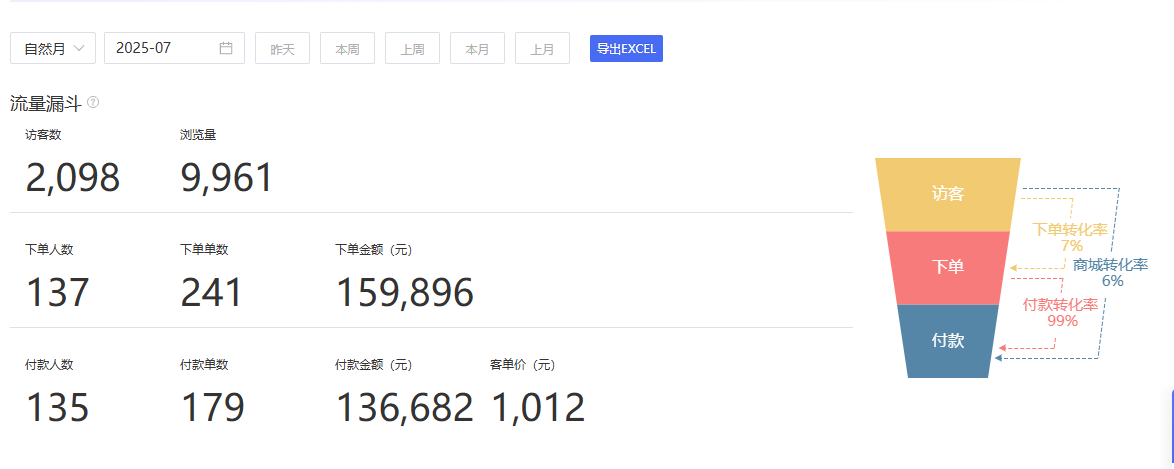 自然月 2025-07 昨天 本周 上周 本月 上月 导出EXCEL
流量漏斗 ?
访客数 浏览量
2,098 9,961
下单人数 下单单数 下单金额（元）
137 241 159,896
付款人数 付款单数 付款金额（元） 客单价（元）
135 179 136,682 1,012
访客
下单转化率
7%
下单
商城转化率
6%
付款转化率
99%
付款